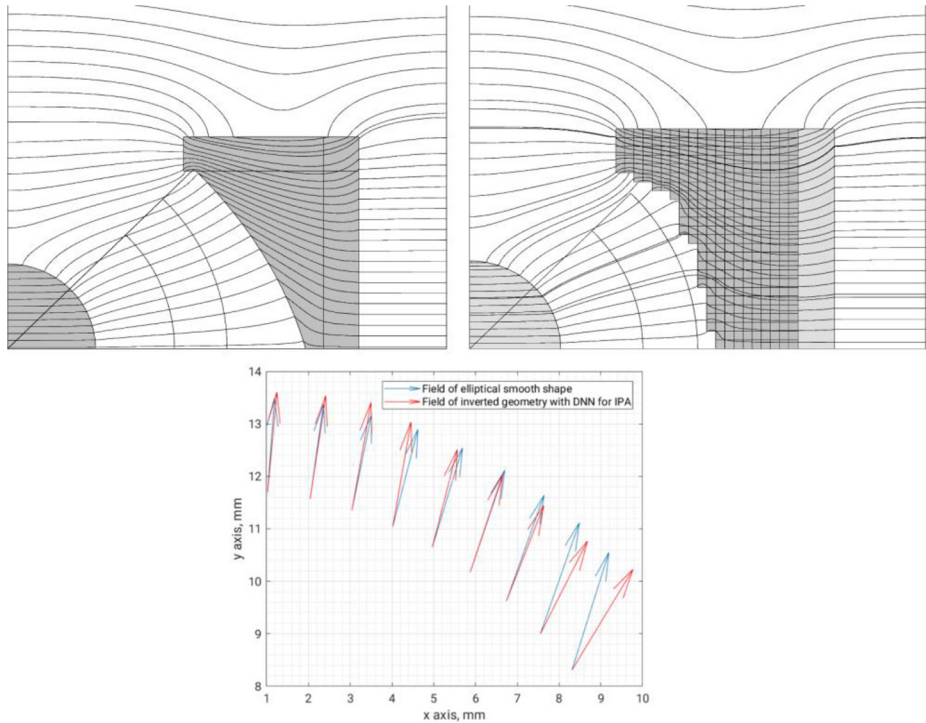 Field of elliptical smooth shape
Field of inverted geometry with DNN for IPA
14
13
12
11
10
9
8
y axis, mm
1 2 3 4 5 6 7 8 9 10
x axis, mm